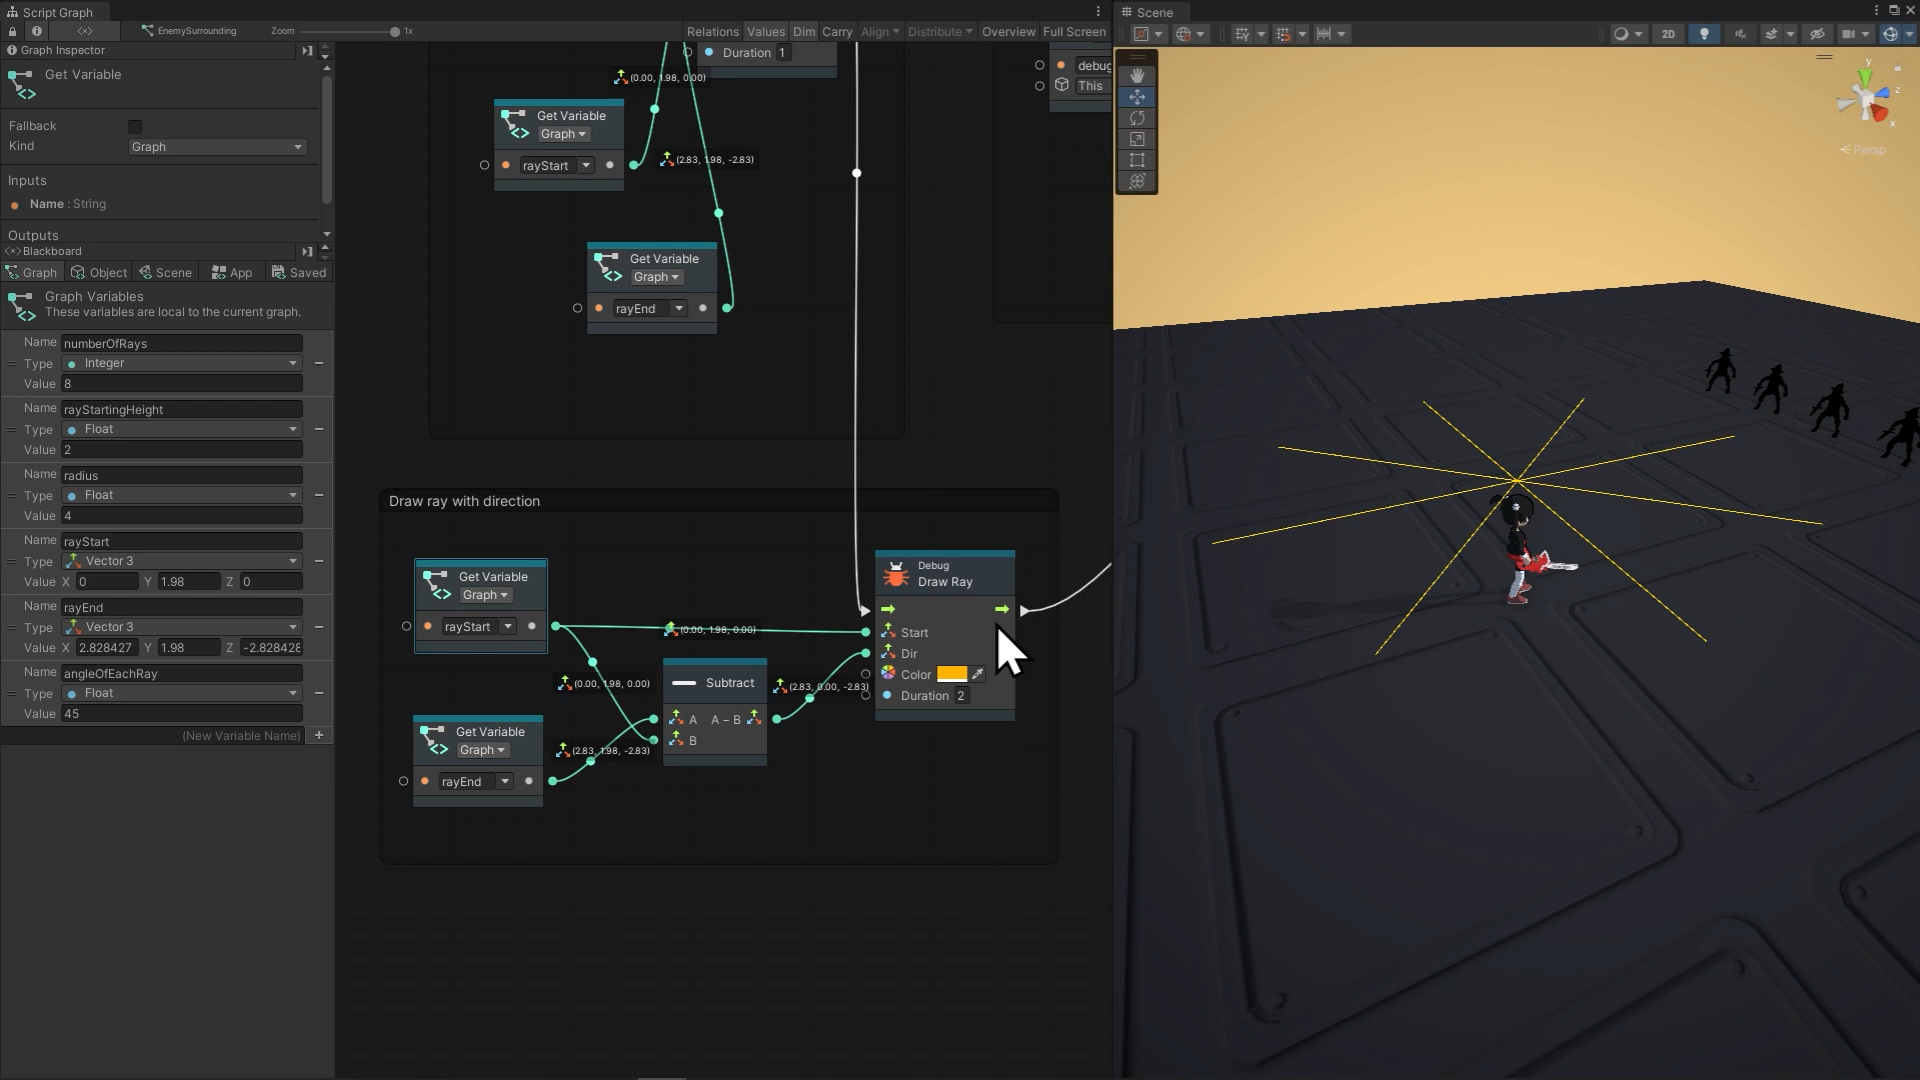 Script Graph
EnemySurrounding
Zoom
1x
Relations
Values
Dim
Carry
Align
Distribute
Overview
Full Screen
Graph Inspector
Get Variable
Fallback
Kind
Graph
Inputs
Name : String
Outputs
Blackboard
Graph
Object
Scene
App
Saved
Graph Variables
These variables are local to the current graph.
Name numberOfRays
Type Integer
Value 8
Name rayStartingHeight
Type Float
Value 2
Name radius
Type Float
Value 4
Name rayStart
Type Vector 3
Value X 0 Y 1.98 Z 0
Name rayEnd
Type Vector 3
Value X 2.828427 Y 1.98 Z -2.828428
Name angleOfEachRay
Type Float
Value 45
(New Variable Name)
Duration 1
(0.00, 1.98, 0.00)
Get Variable
Graph
rayStart
(2.83, 1.98, -2.83)
Get Variable
Graph
rayEnd
debug
This
Draw ray with direction
Get Variable
Graph
rayStart
(0.00, 1.98, 0.00)
(0.00, 1.98, 0.00)
Get Variable
Graph
rayEnd
(2.83, 1.98, -2.83)
Subtract
A A – B
B
(2.83, 0.00, -2.83)
Debug
Draw Ray
Start
Dir
Color
Duration 2
Scene
2D
y
z
x
Persp